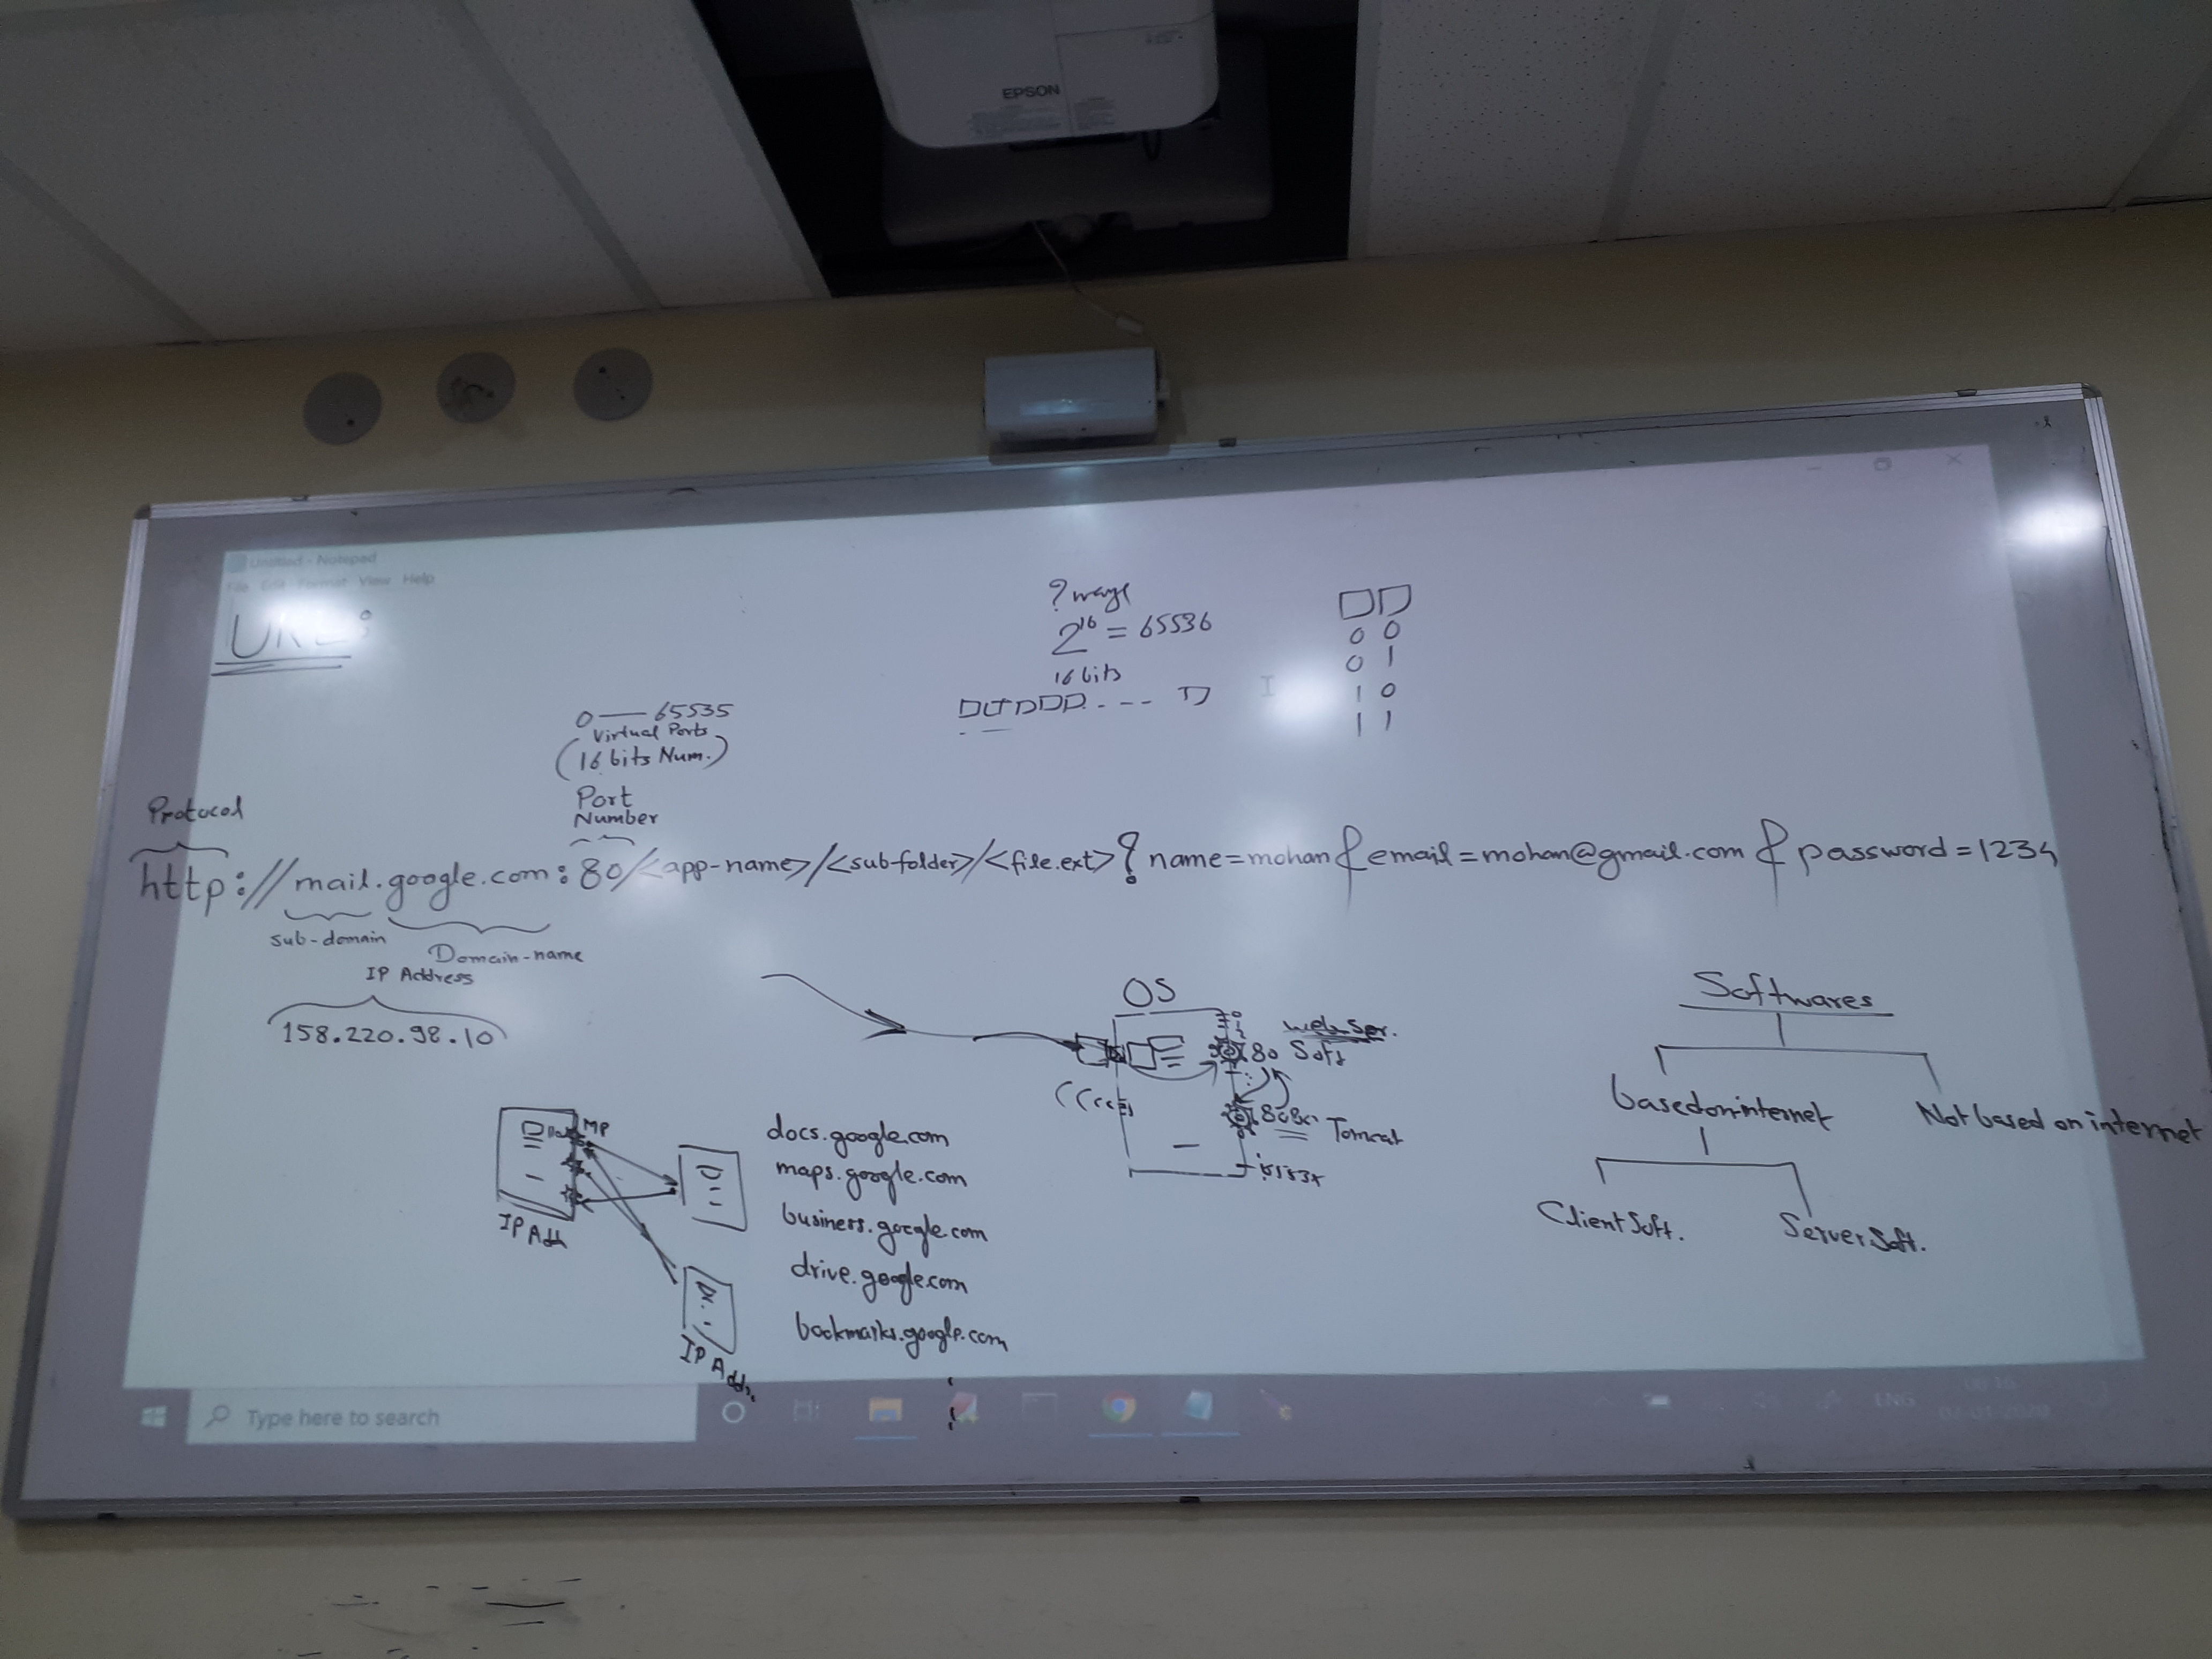 EPSON
Untitled - Notepad
File Edit Format View Help
URL:
? ways
2^16 = 65536
16 bits
0 0
0 1
1 0
1 1
0 — 65535
Virtual Ports
(16 bits Num.)
Port
Number
Protocol
http://mail.google.com:80/<app-name>/<subfolder>/<file.ext>? name=mohan&email=mohan@gmail.com & password=1234
sub-domain
Domain-name
IP Address
158.220.98.10
OS
0
1
2
web Ser.
80 Soft
8080 Tomcat
Softwares
based on internet
Not based on internet
Client Soft.
Server Soft.
MP
IP Add
IP Add.
docs.google.com
maps.google.com
business.google.com
drive.google.com
bookmarks.google.com
Type here to search
ENG